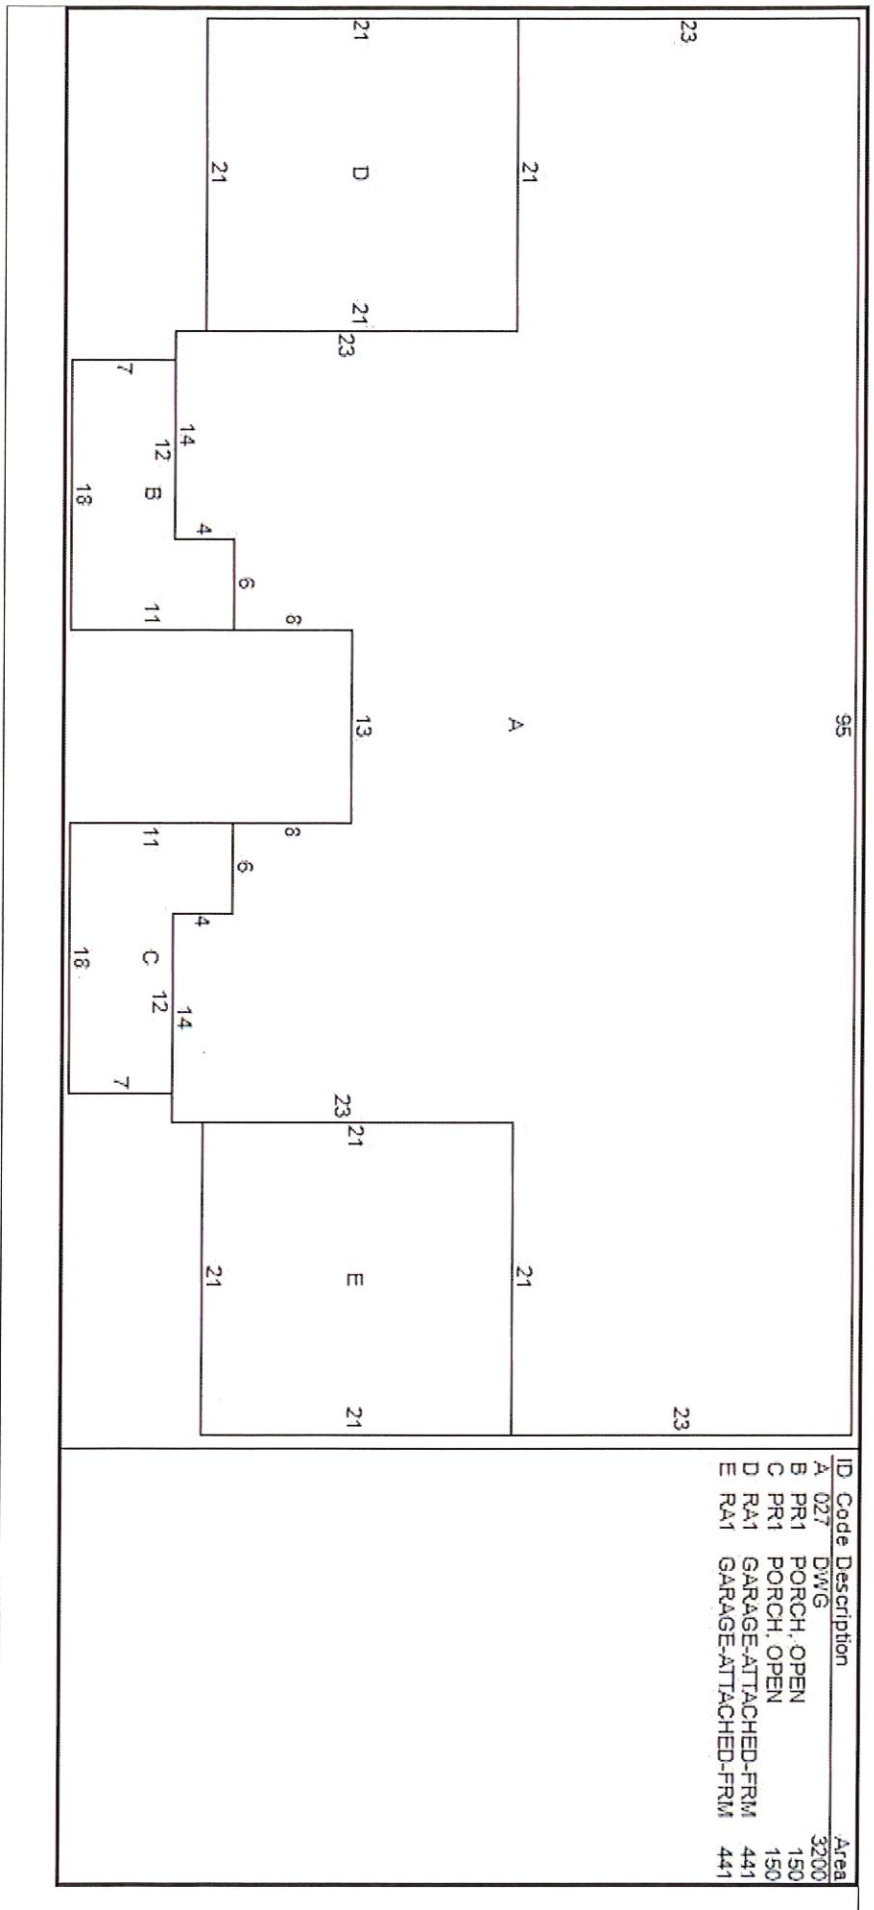 95
23 23
21 A 21
21 D 21 23 13 23 21 E 21
8 8
6 6
21 4 4 21
14 14
12 12
B 11 11 C
7 7
18 18
ID Code Description Area
A 027 DWG 3200
B PR1 PORCH, OPEN 150
C PR1 PORCH, OPEN 150
D RA1 GARAGE-ATTACHED-FRM 441
E RA1 GARAGE-ATTACHED-FRM 441